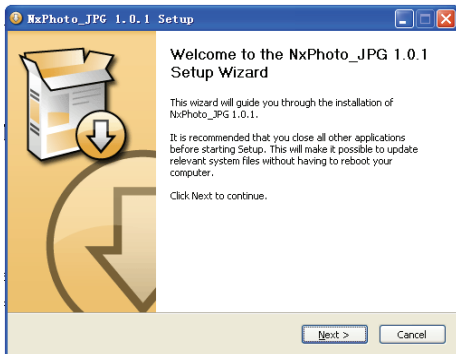 NxPhoto_JPG 1.0.1 Setup
Welcome to the NxPhoto_JPG 1.0.1
Setup Wizard
This wizard will guide you through the installation of
NxPhoto_JPG 1.0.1.
It is recommended that you close all other applications
before starting Setup. This will make it possible to update
relevant system files without having to reboot your
computer.
Click Next to continue.
Next >
Cancel